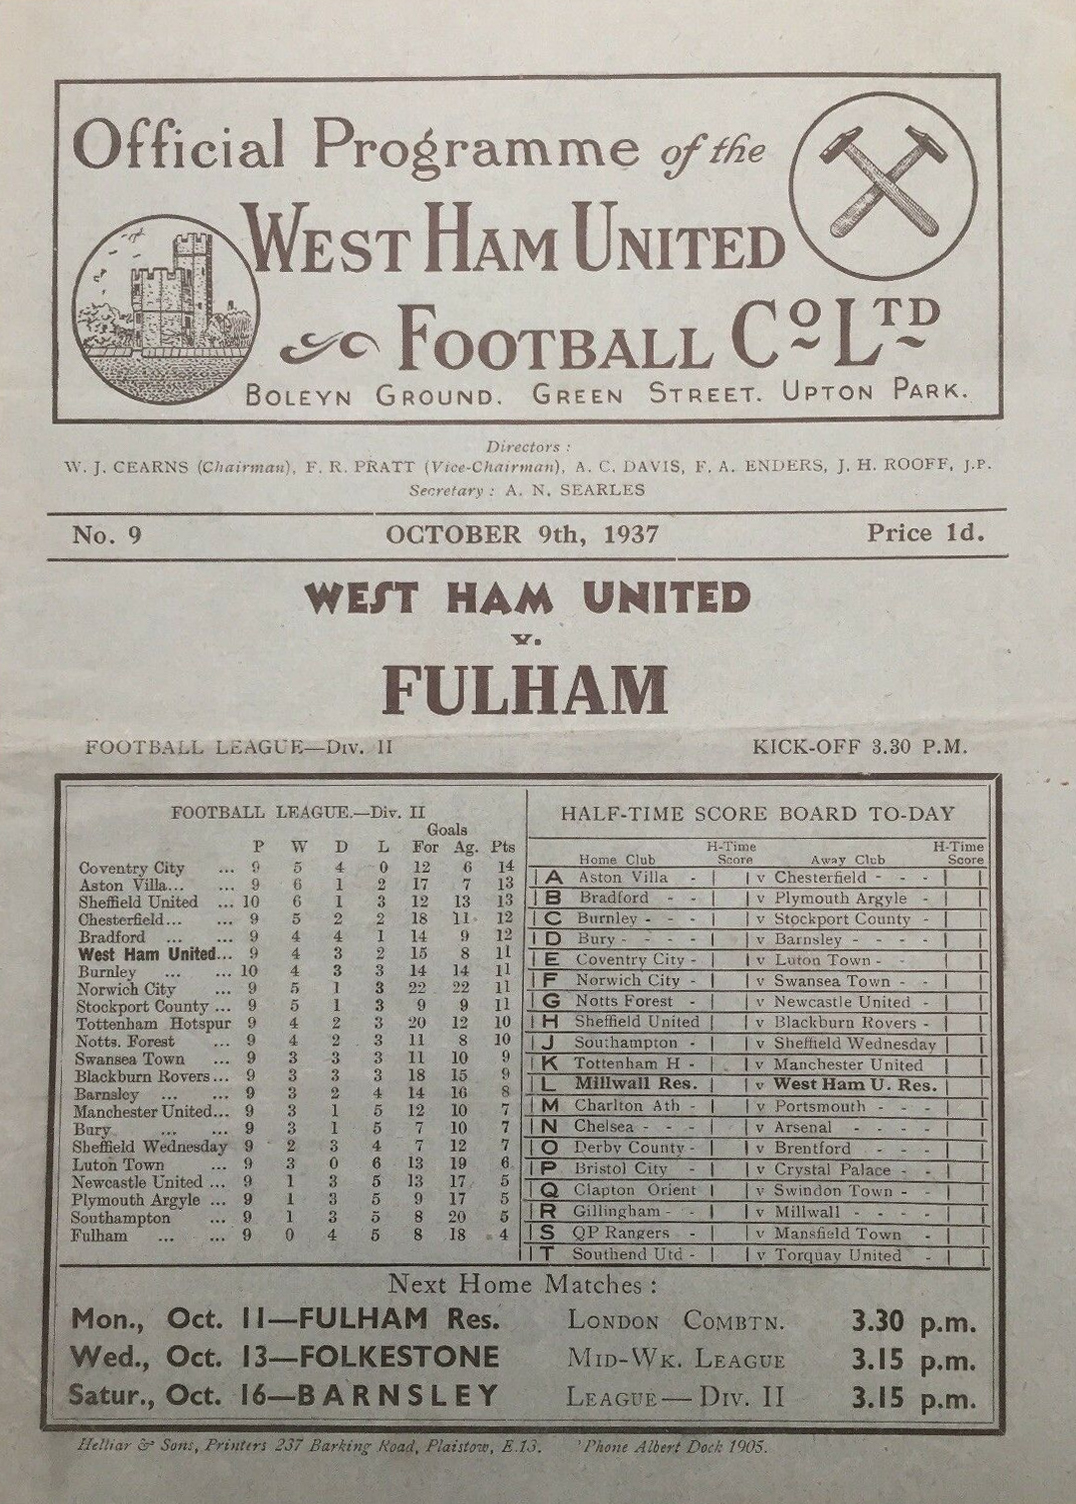 Official Programme of the
WEST HAM UNITED
FOOTBALL Co LTD
BOLEYN GROUND. GREEN STREET. UPTON PARK.
Directors :
W. J. CEARNS (Chairman), F. R. PRATT (Vice-Chairman), A. C. DAVIS, F. A. ENDERS, J. H. ROOFF, J.P.
Secretary : A. N. SEARLES
No. 9 OCTOBER 9th, 1937 Price 1d.
WEST HAM UNITED
v.
FULHAM
FOOTBALL LEAGUE—Div. II KICK-OFF 3.30 P.M.
FOOTBALL LEAGUE.—Div. II
Goals
P W D L For Ag. Pts
Coventry City ... 9 5 4 0 12 6 14
Aston Villa... ... 9 6 1 2 17 7 13
Sheffield United ... 10 6 1 3 12 13 13
Chesterfield... ... 9 5 2 2 18 11 12
Bradford ... ... 9 4 4 1 14 9 12
West Ham United... 9 4 3 2 15 8 11
Burnley ... ... 10 4 3 3 14 14 11
Norwich City ... 9 5 1 3 22 22 11
Stockport County ... 9 5 1 3 9 9 11
Tottenham Hotspur 9 4 2 3 20 12 10
Notts. Forest ... 9 4 2 3 11 8 10
Swansea Town ... 9 3 3 3 11 10 9
Blackburn Rovers... 9 3 3 3 18 15 9
Barnsley ... ... 9 3 2 4 14 16 8
Manchester United... 9 3 1 5 12 10 7
Bury ... ... 9 3 1 5 7 10 7
Sheffield Wednesday 9 2 3 4 7 12 7
Luton Town ... 9 3 0 6 13 19 6
Newcastle United ... 9 1 3 5 13 17 5
Plymouth Argyle ... 9 1 3 5 9 17 5
Southampton ... 9 1 3 5 8 20 5
Fulham ... ... 9 0 4 5 8 18 4
HALF-TIME SCORE BOARD TO-DAY
Home Club H-Time Score Away Club H-Time Score
A Aston Villa - v Chesterfield - - -
B Bradford - - v Plymouth Argyle -
C Burnley - - - v Stockport County -
D Bury - - - - v Barnsley - - - -
E Coventry City - v Luton Town - -
F Norwich City - v Swansea Town - -
G Notts Forest - v Newcastle United -
H Sheffield United v Blackburn Rovers -
J Southampton - v Sheffield Wednesday
K Tottenham H - v Manchester United
L Millwall Res. v West Ham U. Res.
M Charlton Ath - v Portsmouth - - -
N Chelsea - - - v Arsenal - - - -
O Derby County - v Brentford - - -
P Bristol City - v Crystal Palace - -
Q Clapton Orient v Swindon Town - -
R Gillingham - - v Millwall - - - -
S QP Rangers - v Mansfield Town -
T Southend Utd - v Torquay United -
Next Home Matches :
Mon., Oct. 11—FULHAM Res. LONDON COMBTN. 3.30 p.m.
Wed., Oct. 13—FOLKESTONE MID-WK. LEAGUE 3.15 p.m.
Satur., Oct. 16—BARNSLEY LEAGUE—DIV. II 3.15 p.m.
Helliar & Sons, Printers 237 Barking Road, Plaistow, E.13. 'Phone Albert Dock 1905.